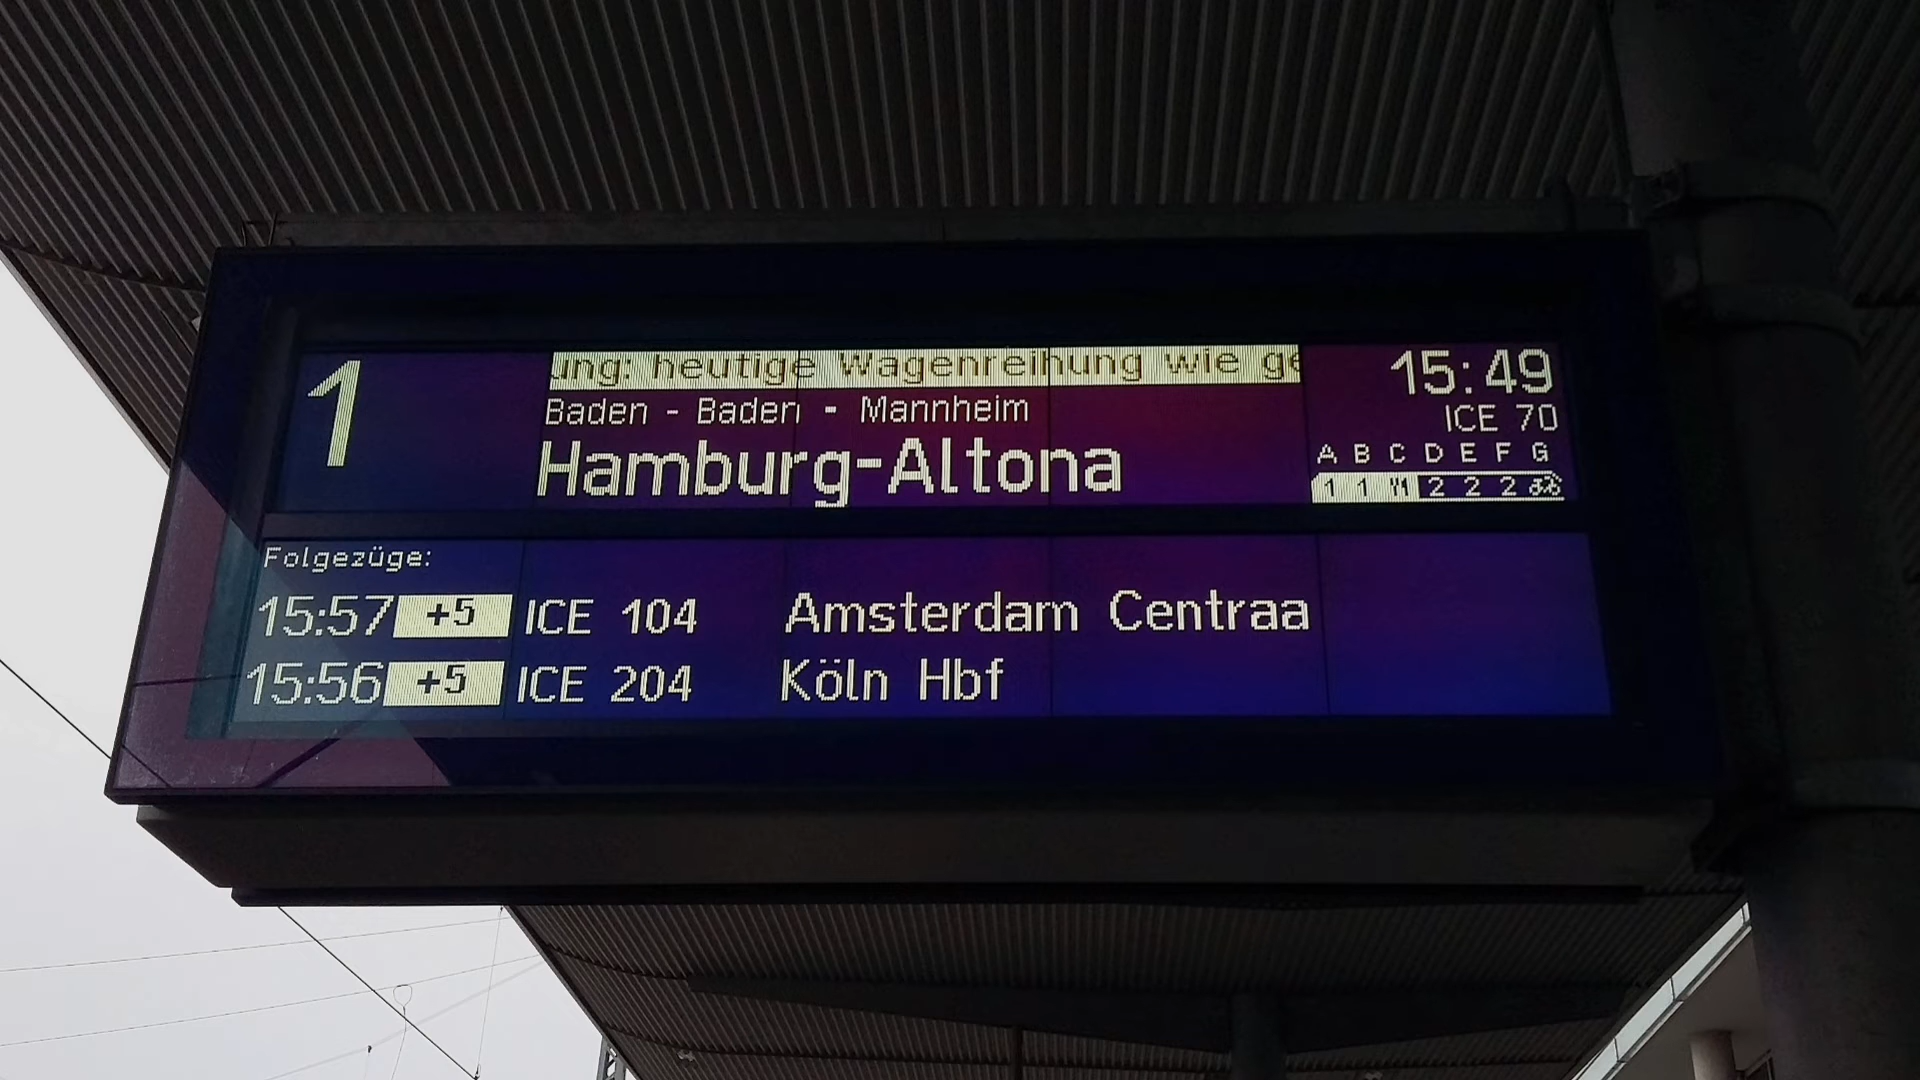 1
ung: heutige Wagenreihung wie ge
15:49
Baden - Baden - Mannheim
ICE 70
Hamburg-Altona
A B C D E F G
1 1 2 2 2
Folgezüge:
15:57 +5 ICE 104 Amsterdam Centraa
15:56 +5 ICE 204 Köln Hbf